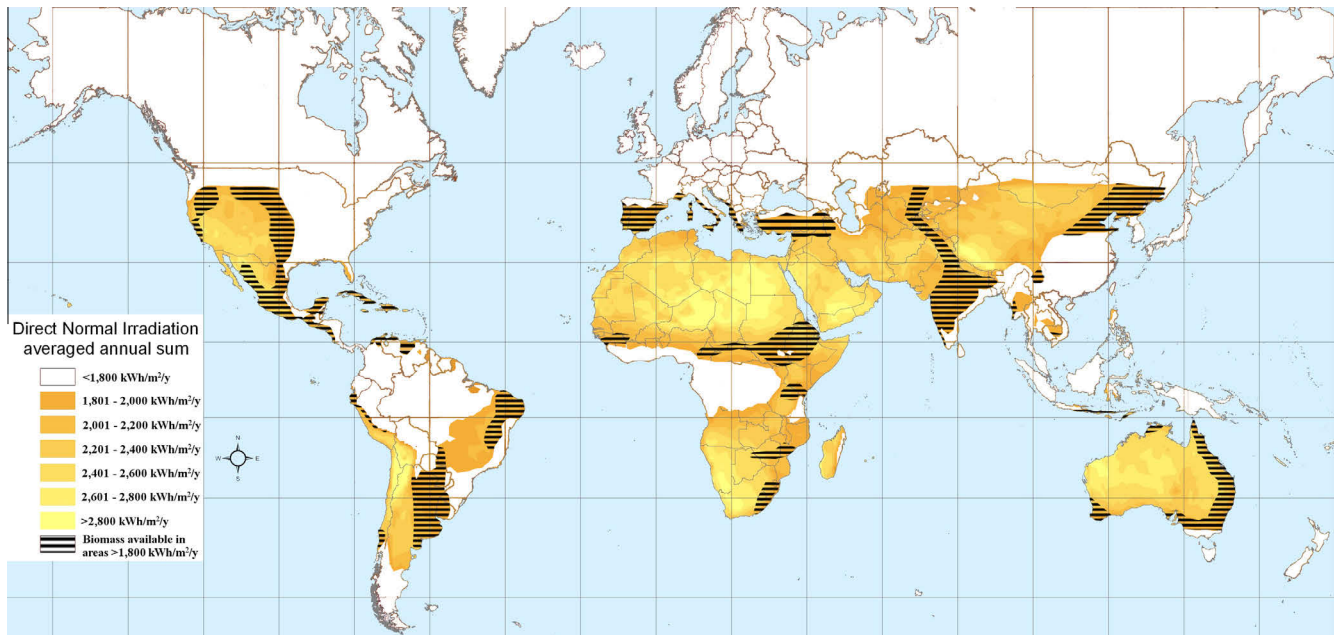 Direct Normal Irradiation
averaged annual sum
<1,800 kWh/m²/y
1,801 - 2,000 kWh/m²/y
2,001 - 2,200 kWh/m²/y
2,201 - 2,400 kWh/m²/y
2,401 - 2,600 kWh/m²/y
2,601 - 2,800 kWh/m²/y
>2,800 kWh/m²/y
Biomass available in
areas >1,800 kWh/m²/y
N
W E
S